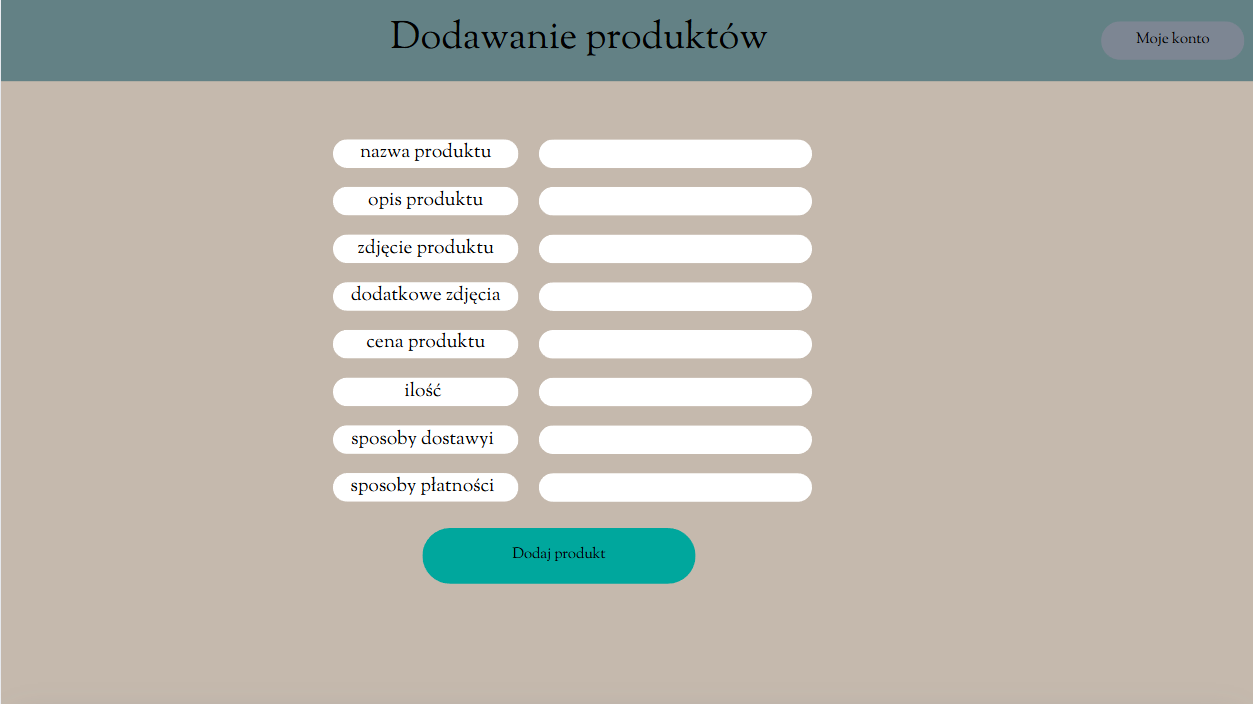 Dodawanie produktów
Moje konto
nazwa produktu
opis produktu
zdjęcie produktu
dodatkowe zdjęcia
cena produktu
ilość
sposoby dostawyi
sposoby płatności
Dodaj produkt